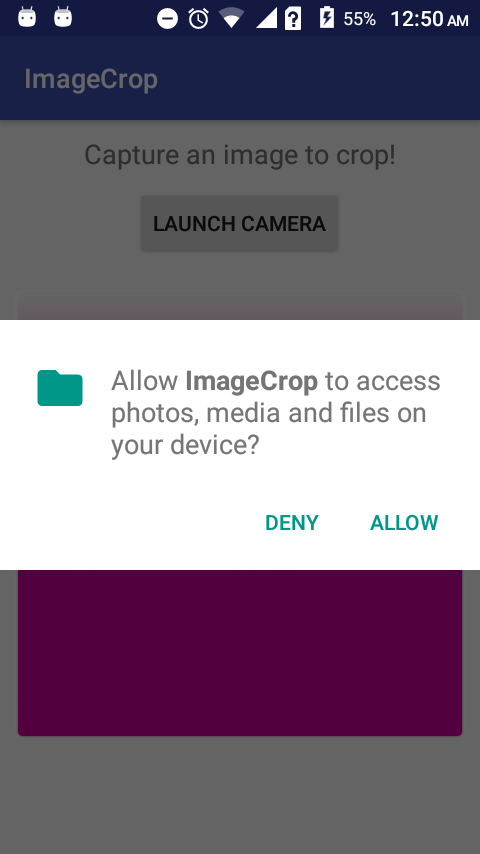 55% 12:50 AM
ImageCrop
Capture an image to crop!
LAUNCH CAMERA
Allow ImageCrop to access
photos, media and files on
your device?
DENY ALLOW